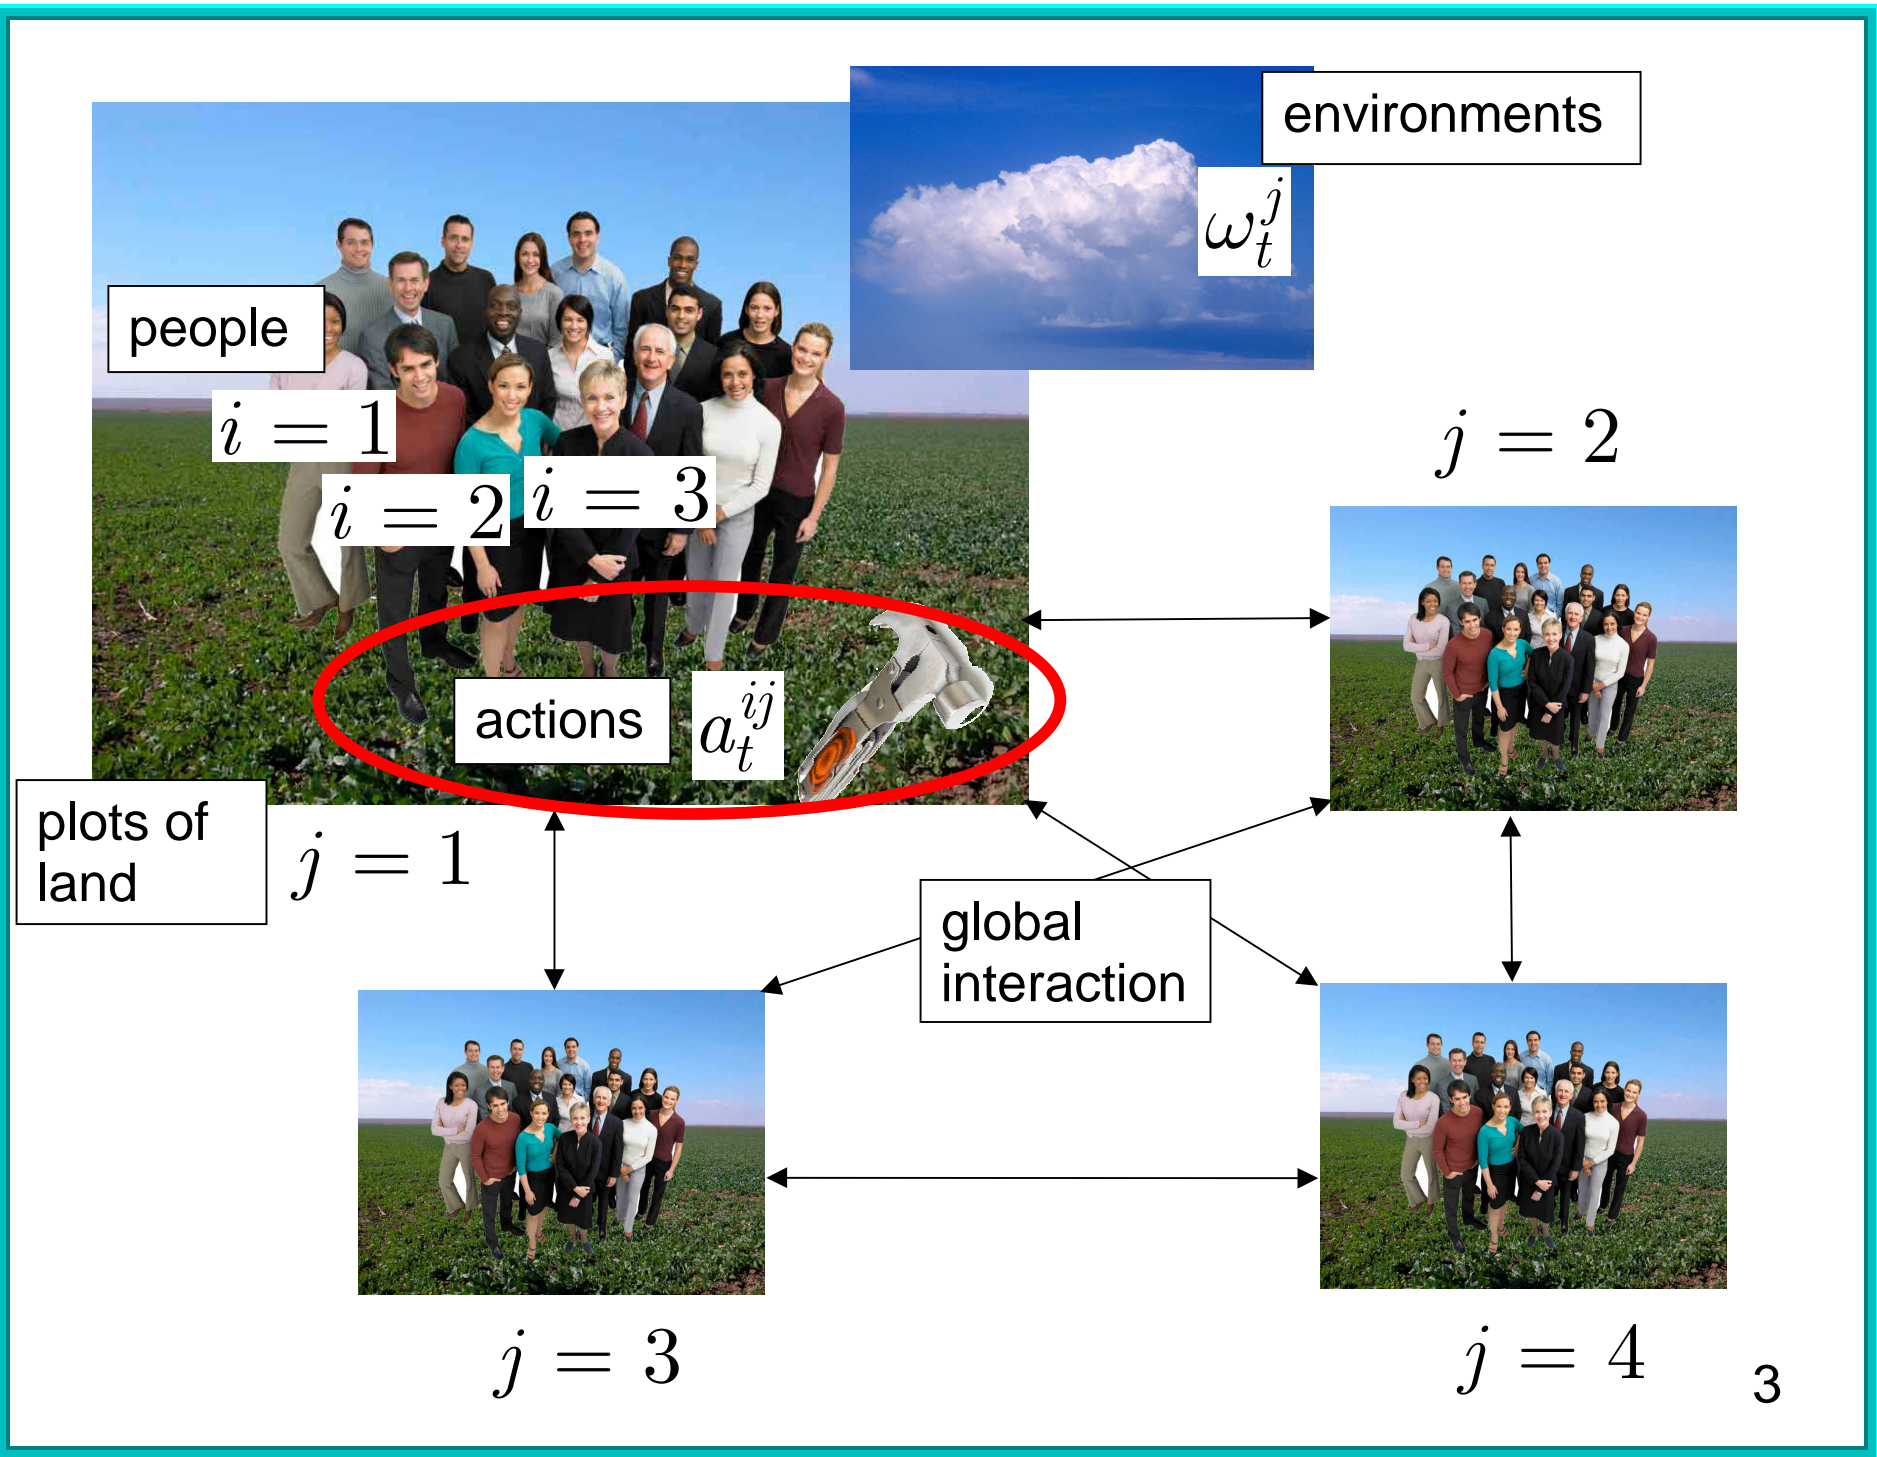 environments
ω_t^j
people
i = 1
i = 2
i = 3
j = 2
actions
a_t^{ij}
plots of
land
j = 1
global
interaction
j = 3
j = 4
3